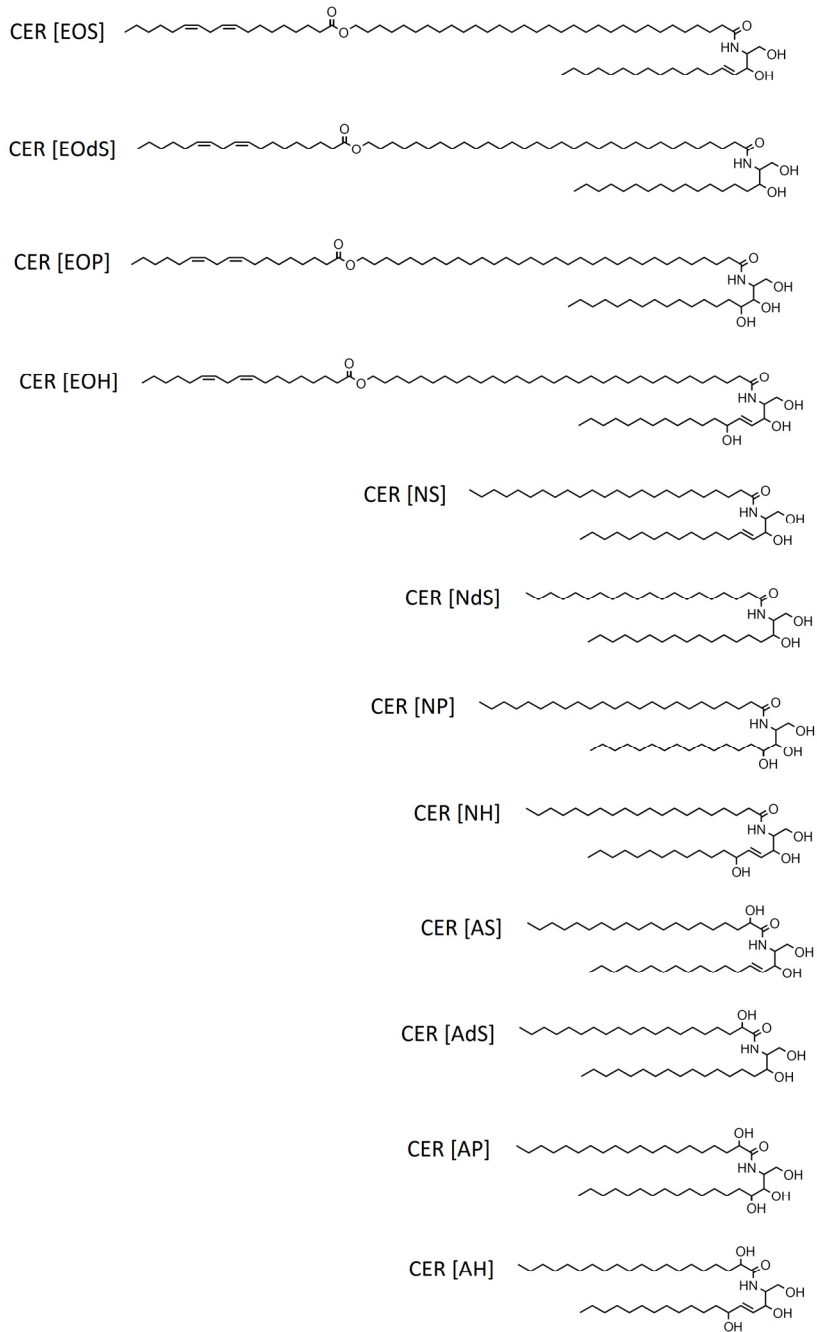 CER [EOS]
O
O
O
HN
OH
OH
CER [EOdS]
O
O
O
HN
OH
OH
CER [EOP]
O
O
O
HN
OH
OH
OH
CER [EOH]
O
O
O
HN
OH
OH
OH
CER [NS]
O
HN
OH
OH
CER [NdS]
O
HN
OH
OH
CER [NP]
O
HN
OH
OH
OH
CER [NH]
O
HN
OH
OH
OH
CER [AS]
OH
O
HN
OH
OH
CER [AdS]
OH
O
HN
OH
OH
CER [AP]
OH
O
HN
OH
OH
OH
CER [AH]
OH
O
HN
OH
OH
OH